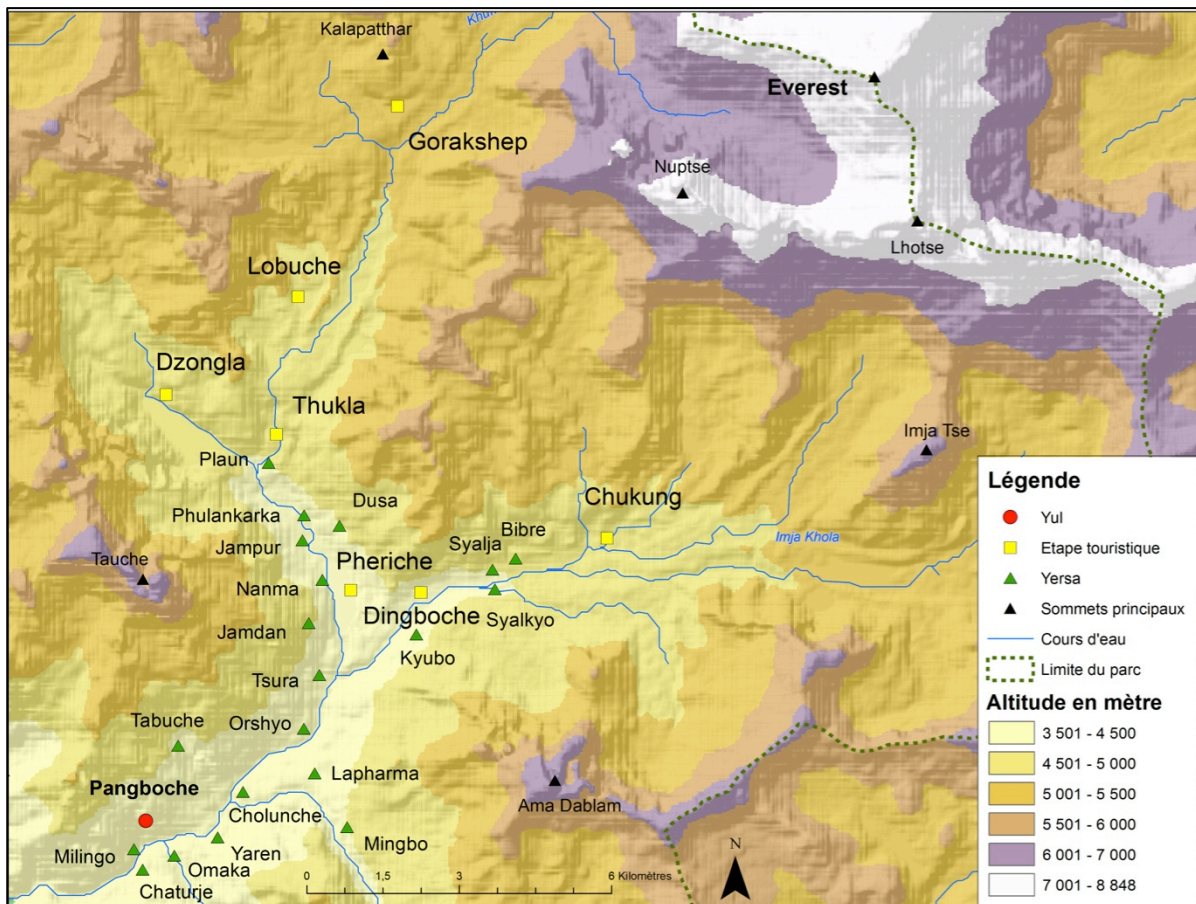 Kalapatthar
Khum
Everest
Gorakshep
Nuptse
Lhotse
Lobuche
Dzongla
Thukla
Imja Tse
Plaun
Dusa
Chukung
Phulankarka
Bibre
Jampur
Syalja
Imja Khola
Tauche
Pheriche
Nanma
Dingboche
Syalkyo
Jamdan
Kyubo
Tsura
Tabuche
Orshyo
Lapharma
Pangboche
Ama Dablam
Cholunche
Mingbo
Milingo
Yaren
Omaka
Chaturje
0 1,5 3 6 Kilomètres
N
Légende
Yul
Etape touristique
Yersa
Sommets principaux
Cours d'eau
Limite du parc
Altitude en mètre
3 501 - 4 500
4 501 - 5 000
5 001 - 5 500
5 501 - 6 000
6 001 - 7 000
7 001 - 8 848